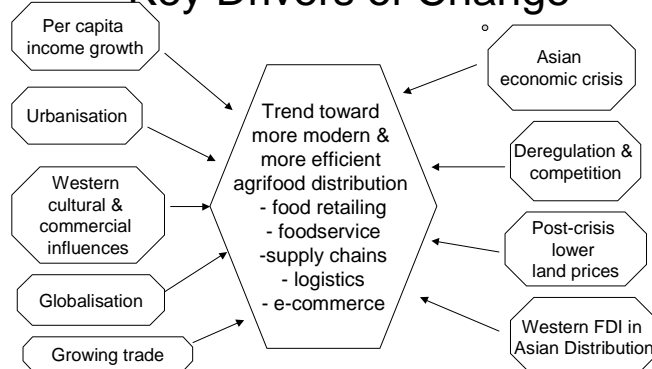 Key Drivers of Change
Per capita
income growth
Urbanisation
Western
cultural &
commercial
influences
Globalisation
Growing trade
Trend toward
more modern &
more efficient
agrifood distribution
- food retailing
- foodservice
-supply chains
- logistics
- e-commerce
Asian
economic crisis
Deregulation &
competition
Post-crisis
lower
land prices
Western FDI in
Asian Distribution